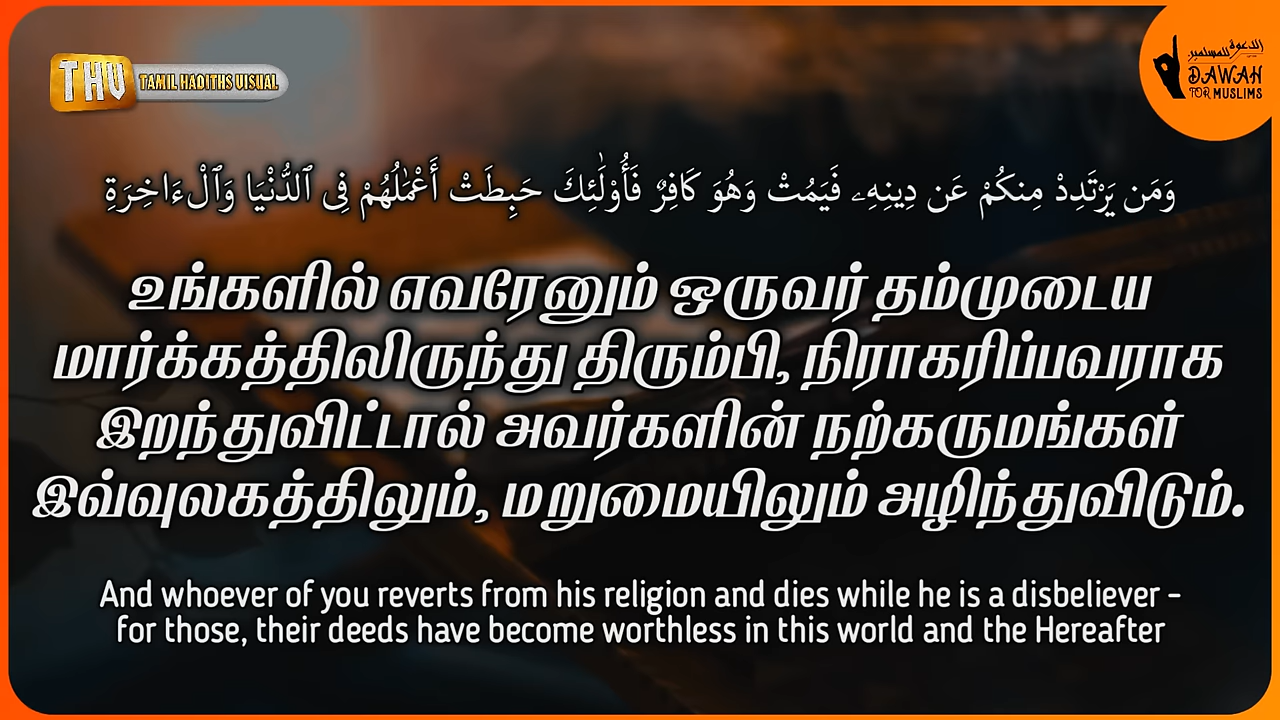 THV TAMIL HADITHS VISUAL
الدعوة للمسلمين
DAWAH
FOR MUSLIMS
وَمَن يَرْتَدِدْ مِنكُمْ عَن دِينِهِۦ فَيَمُتْ وَهُوَ كَافِرٌ فَأُو۟لَٰٓئِكَ حَبِطَتْ أَعْمَٰلُهُمْ فِى ٱلدُّنْيَا وَٱلْءَاخِرَةِ
உங்களில் எவரேனும் ஒருவர் தம்முடைய
மார்க்கத்திலிருந்து திரும்பி, நிராகரிப்பவராக
இறந்துவிட்டால் அவர்களின் நற்கருமங்கள்
இவ்வுலகத்திலும், மறுமையிலும் அழிந்துவிடும்.
And whoever of you reverts from his religion and dies while he is a disbeliever -
for those, their deeds have become worthless in this world and the Hereafter